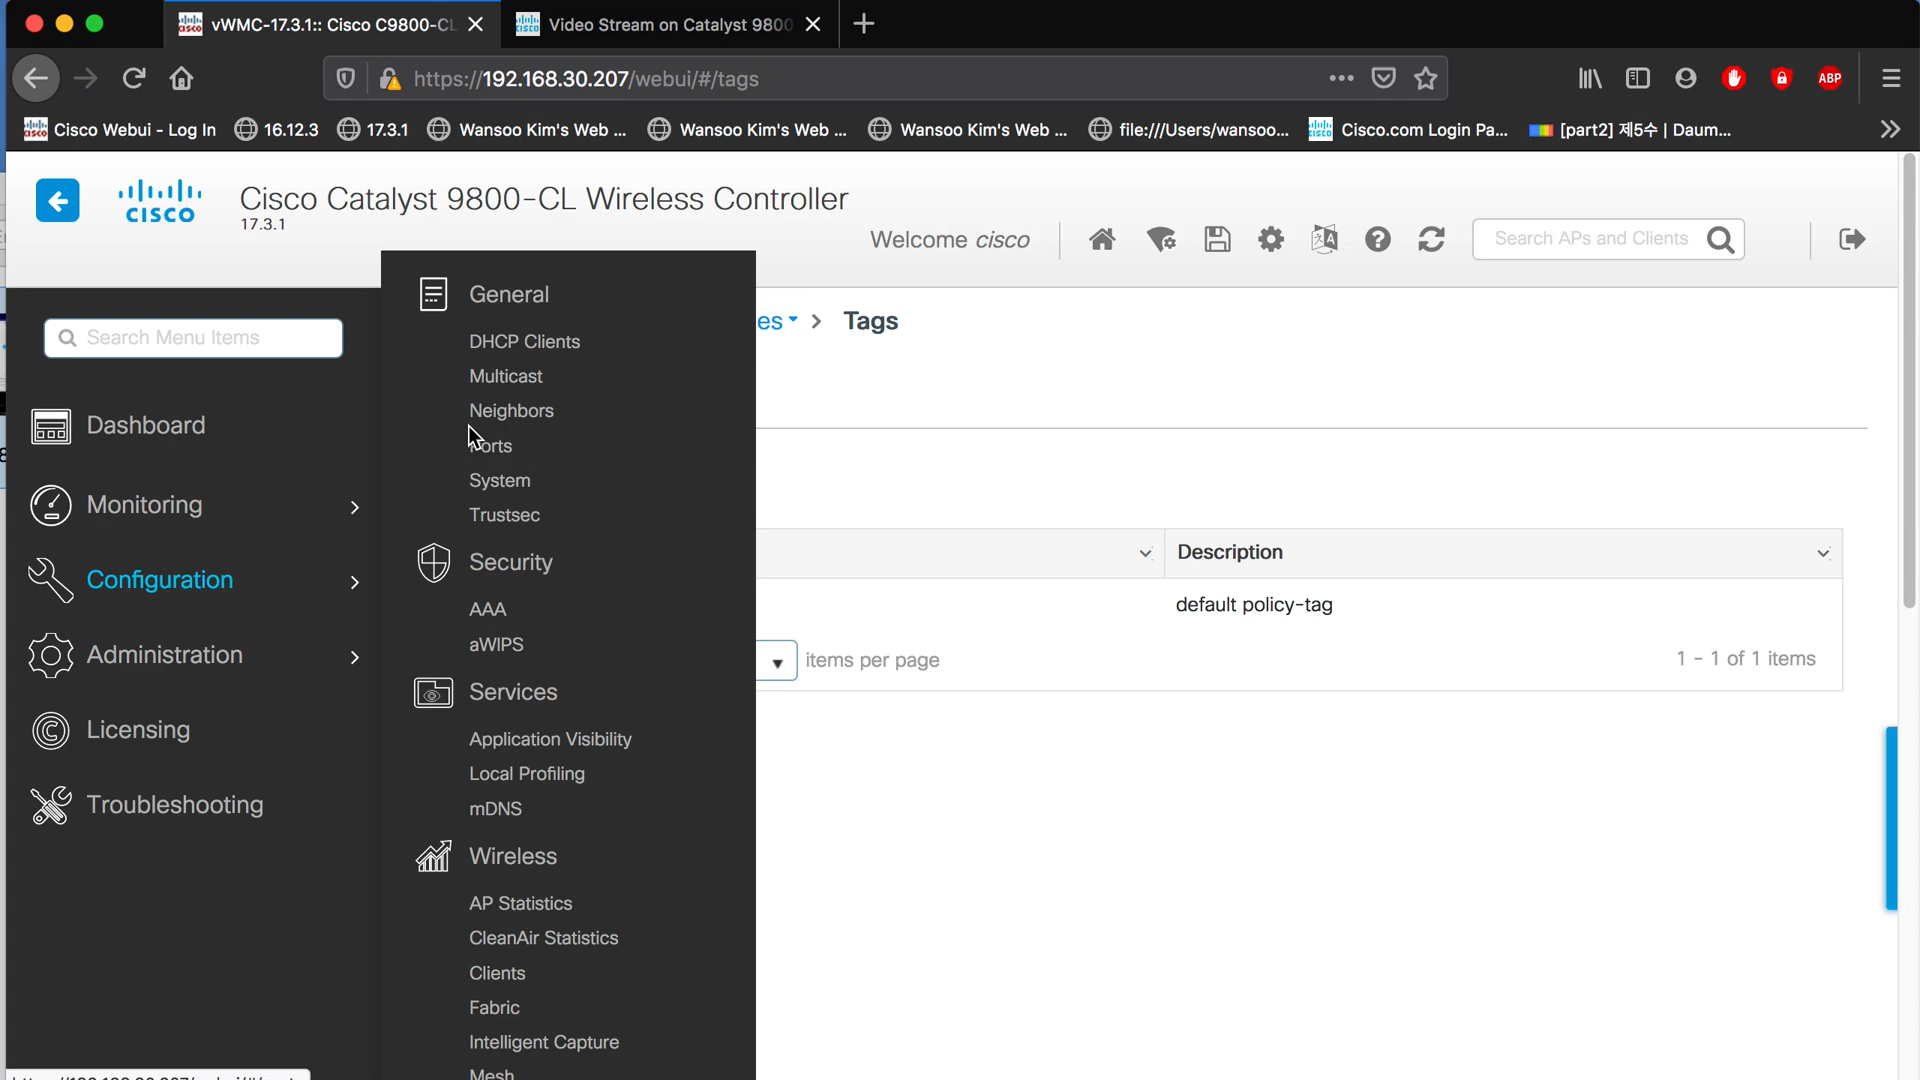 vWMC-17.3.1:: Cisco C9800-CL
Video Stream on Catalyst 9800
https://192.168.30.207/webui/#/tags
ABP
Cisco Webui - Log In
16.12.3
17.3.1
Wansoo Kim's Web ...
Wansoo Kim's Web ...
Wansoo Kim's Web ...
file:///Users/wansoo...
Cisco.com Login Pa...
[part2] 제5수 | Daum...
CISCO
Cisco Catalyst 9800-CL Wireless Controller
17.3.1
Welcome cisco
Search APs and Clients
Search Menu Items
Dashboard
Monitoring
Configuration
Administration
Licensing
Troubleshooting
General
DHCP Clients
Multicast
Neighbors
Ports
System
Trustsec
Security
AAA
aWIPS
Services
Application Visibility
Local Profiling
mDNS
Wireless
AP Statistics
CleanAir Statistics
Clients
Fabric
Intelligent Capture
Mesh
es > Tags
Description
default policy-tag
items per page
1 - 1 of 1 items